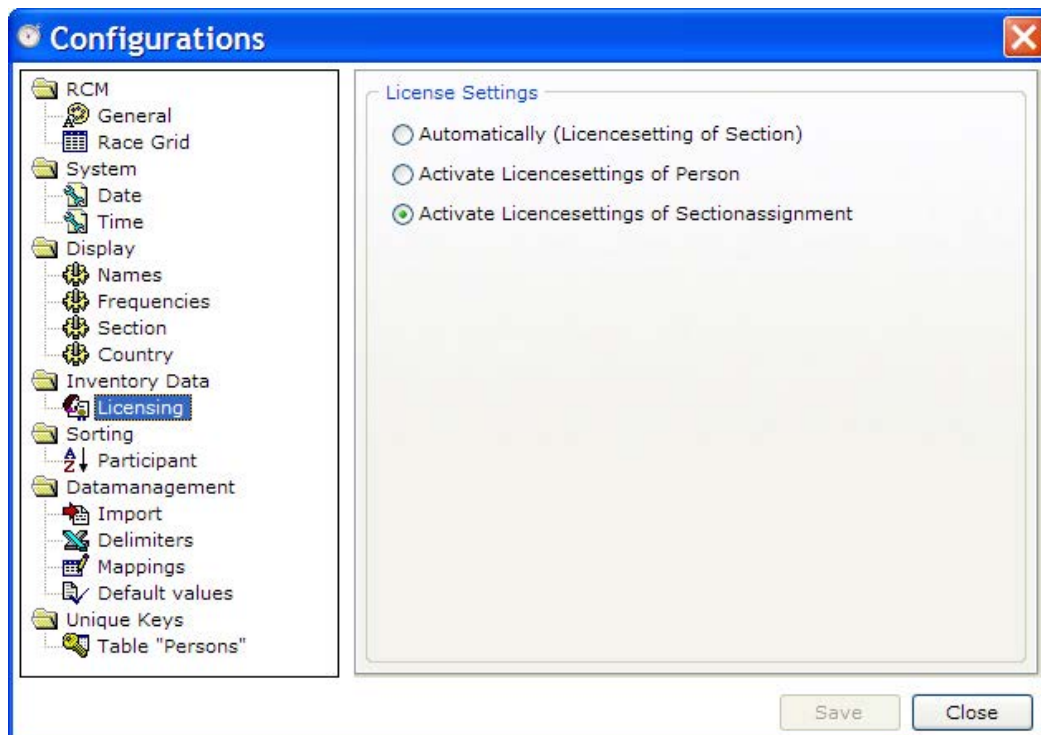 Configurations
RCM
General
Race Grid
System
Date
Time
Display
Names
Frequencies
Section
Country
Inventory Data
Licensing
Sorting
Participant
Datamanagement
Import
Delimiters
Mappings
Default values
Unique Keys
Table "Persons"
License Settings
Automatically (Licencesetting of Section)
Activate Licencesettings of Person
Activate Licencesettings of Sectionassignment
Save
Close